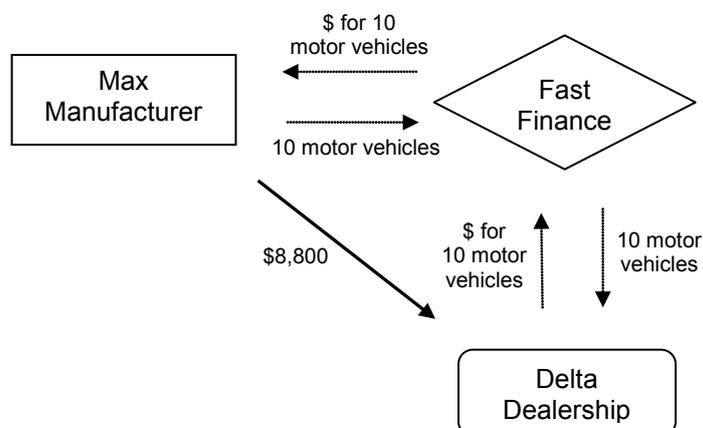 $ for 10
motor vehicles
Max
Manufacturer
Fast
Finance
10 motor vehicles
$8,800
$ for
10 motor
vehicles
10 motor
vehicles
Delta
Dealership